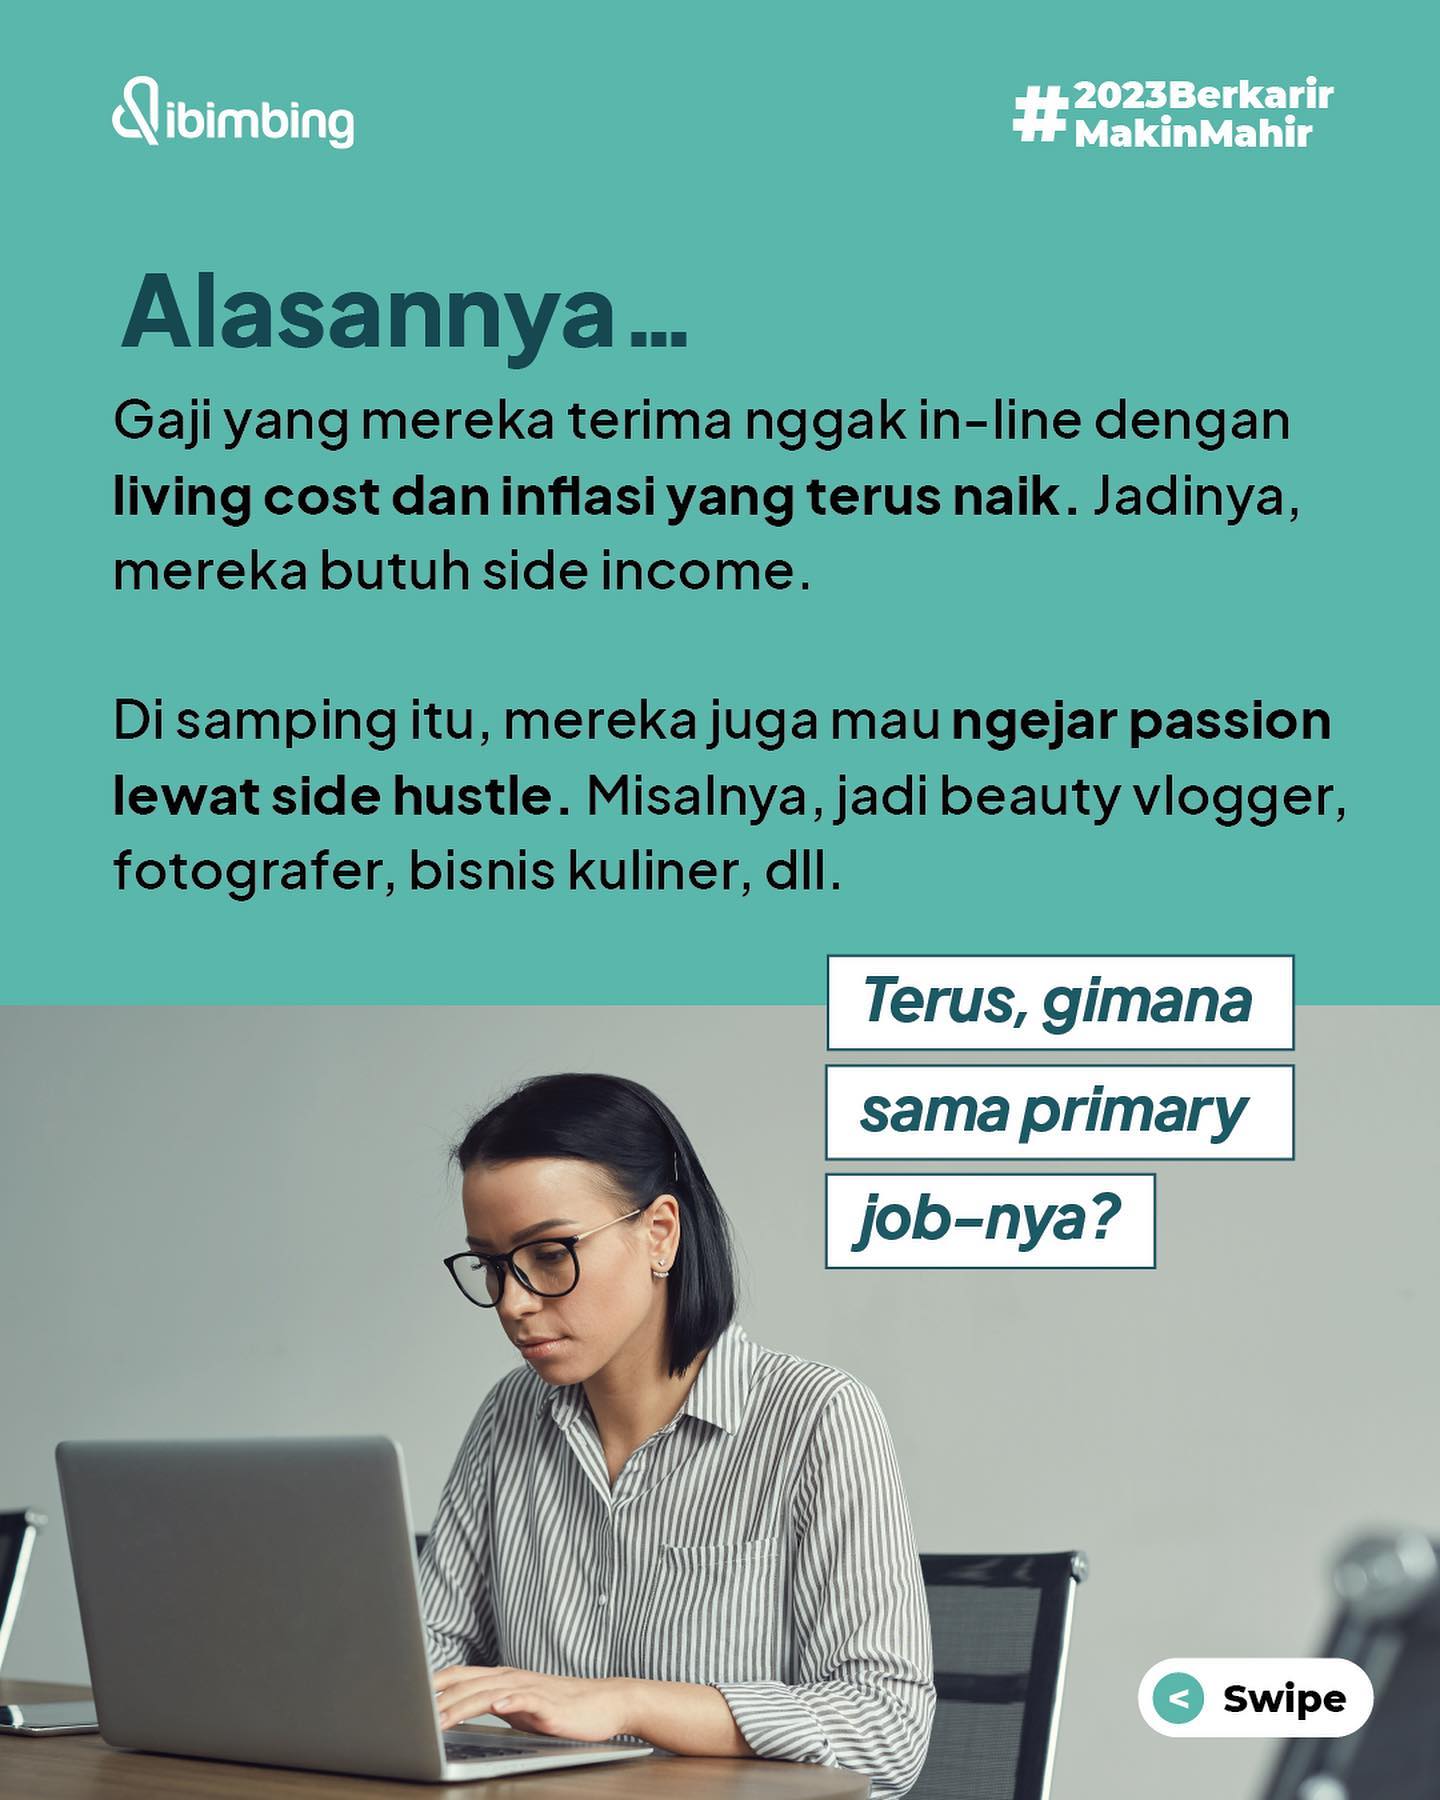 dibimbing
#2023Berkarir
MakinMahir
Alasannya...
Gaji yang mereka terima nggak in-line dengan
living cost dan inflasi yang terus naik. Jadinya,
mereka butuh side income.
Di samping itu, mereka juga mau ngejar passion
lewat side hustle. Misalnya, jadi beauty vlogger,
fotografer, bisnis kuliner, dll.
Terus, gimana
sama primary
job-nya?
< Swipe